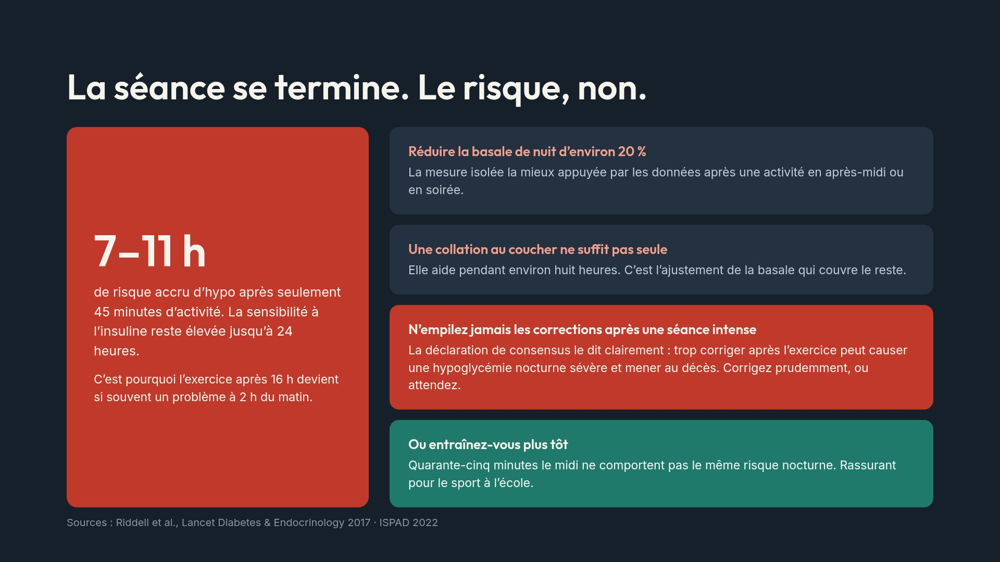 La séance se termine. Le risque, non.
7–11 h
de risque accru d’hypo après seulement
45 minutes d’activité. La sensibilité à
l’insuline reste élevée jusqu’à 24
heures.
C’est pourquoi l’exercice après 16 h devient
si souvent un problème à 2 h du matin.
Réduire la basale de nuit d’environ 20 %
La mesure isolée la mieux appuyée par les données après une activité en après-midi ou
en soirée.
Une collation au coucher ne suffit pas seule
Elle aide pendant environ huit heures. C’est l’ajustement de la basale qui couvre le reste.
N’empilez jamais les corrections après une séance intense
La déclaration de consensus le dit clairement : trop corriger après l’exercice peut causer
une hypoglycémie nocturne sévère et mener au décès. Corrigez prudemment, ou
attendez.
Ou entraînez-vous plus tôt
Quarante-cinq minutes le midi ne comportent pas le même risque nocturne. Rassurant
pour le sport à l’école.
Sources : Riddell et al., Lancet Diabetes & Endocrinology 2017 · ISPAD 2022